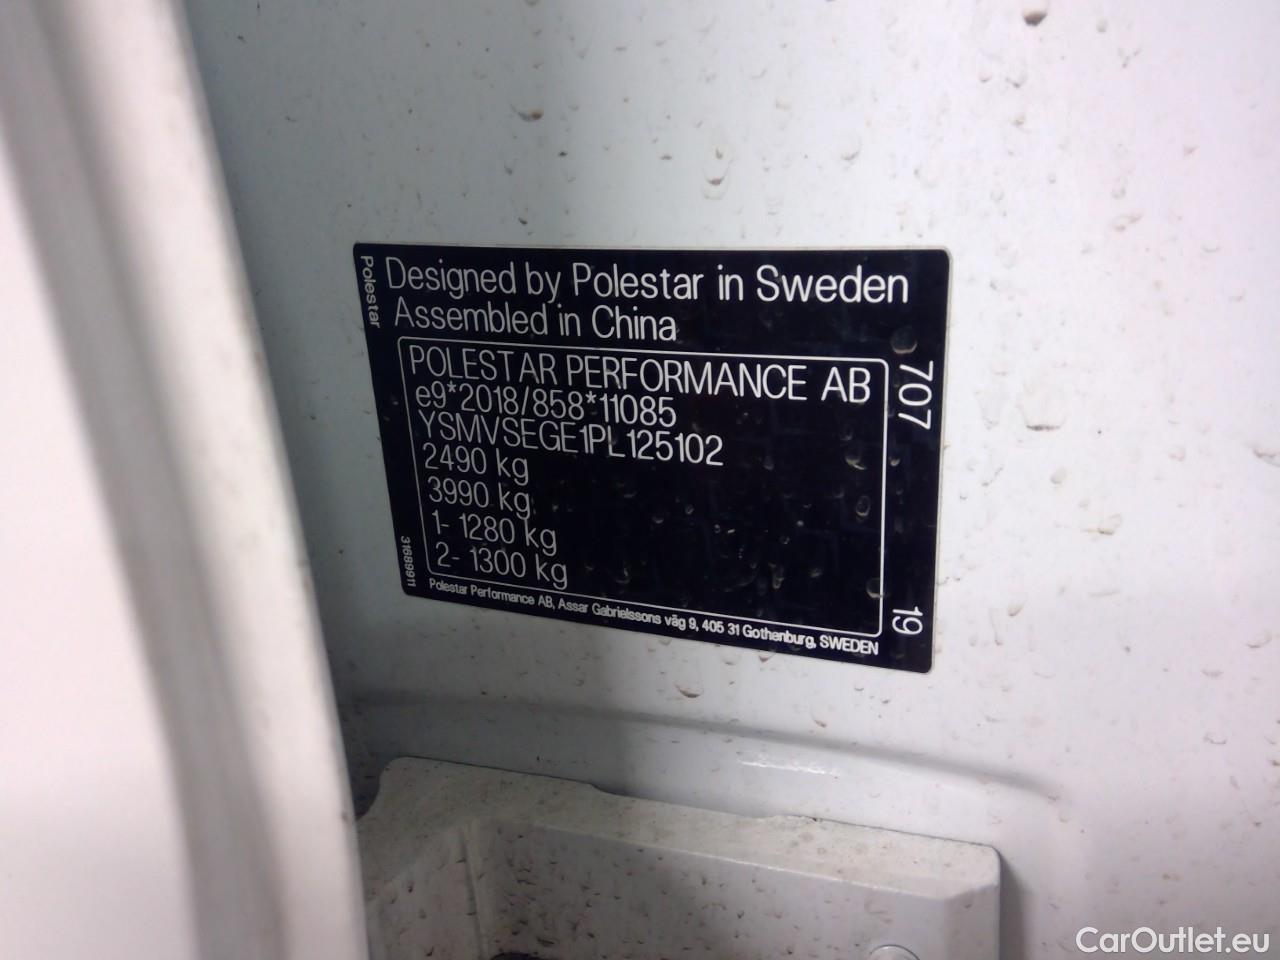 Polestar
Designed by Polestar in Sweden
Assembled in China
POLESTAR PERFORMANCE AB
e9*2018/858*11085
YSMVSEGE1PL125102
2490 kg
3990 kg
1- 1280 kg
2- 1300 kg
707
19
31689911
Polestar Performance AB, Assar Gabrielssons väg 9, 405 31 Gothenburg, SWEDEN
CarOutlet.eu